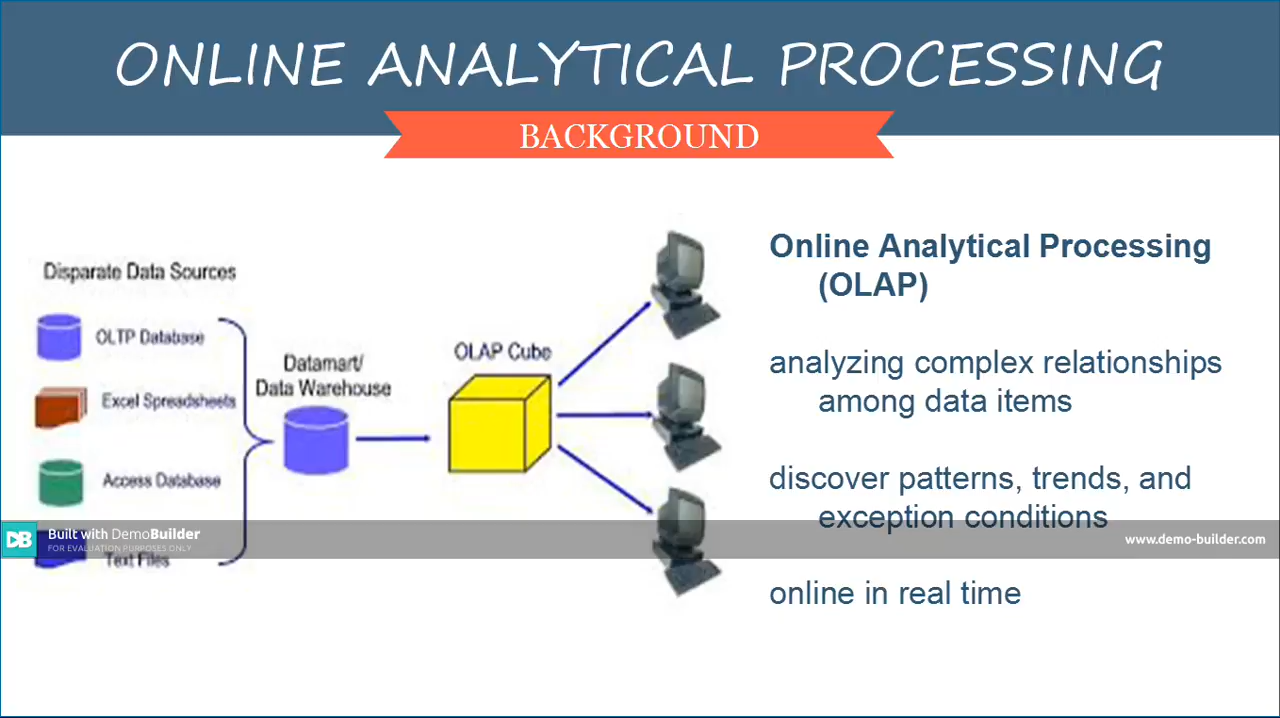 ONLINE ANALYTICAL PROCESSING
BACKGROUND
Disparate Data Sources
OLTP Database
Excel Spreadsheets
Access Database
Text Files
Datamart/
Data Warehouse
OLAP Cube
Online Analytical Processing
(OLAP)
analyzing complex relationships
among data items
discover patterns, trends, and
exception conditions
online in real time
DB
Built with DemoBuilder
FOR EVALUATION PURPOSES ONLY
www.demo-builder.com